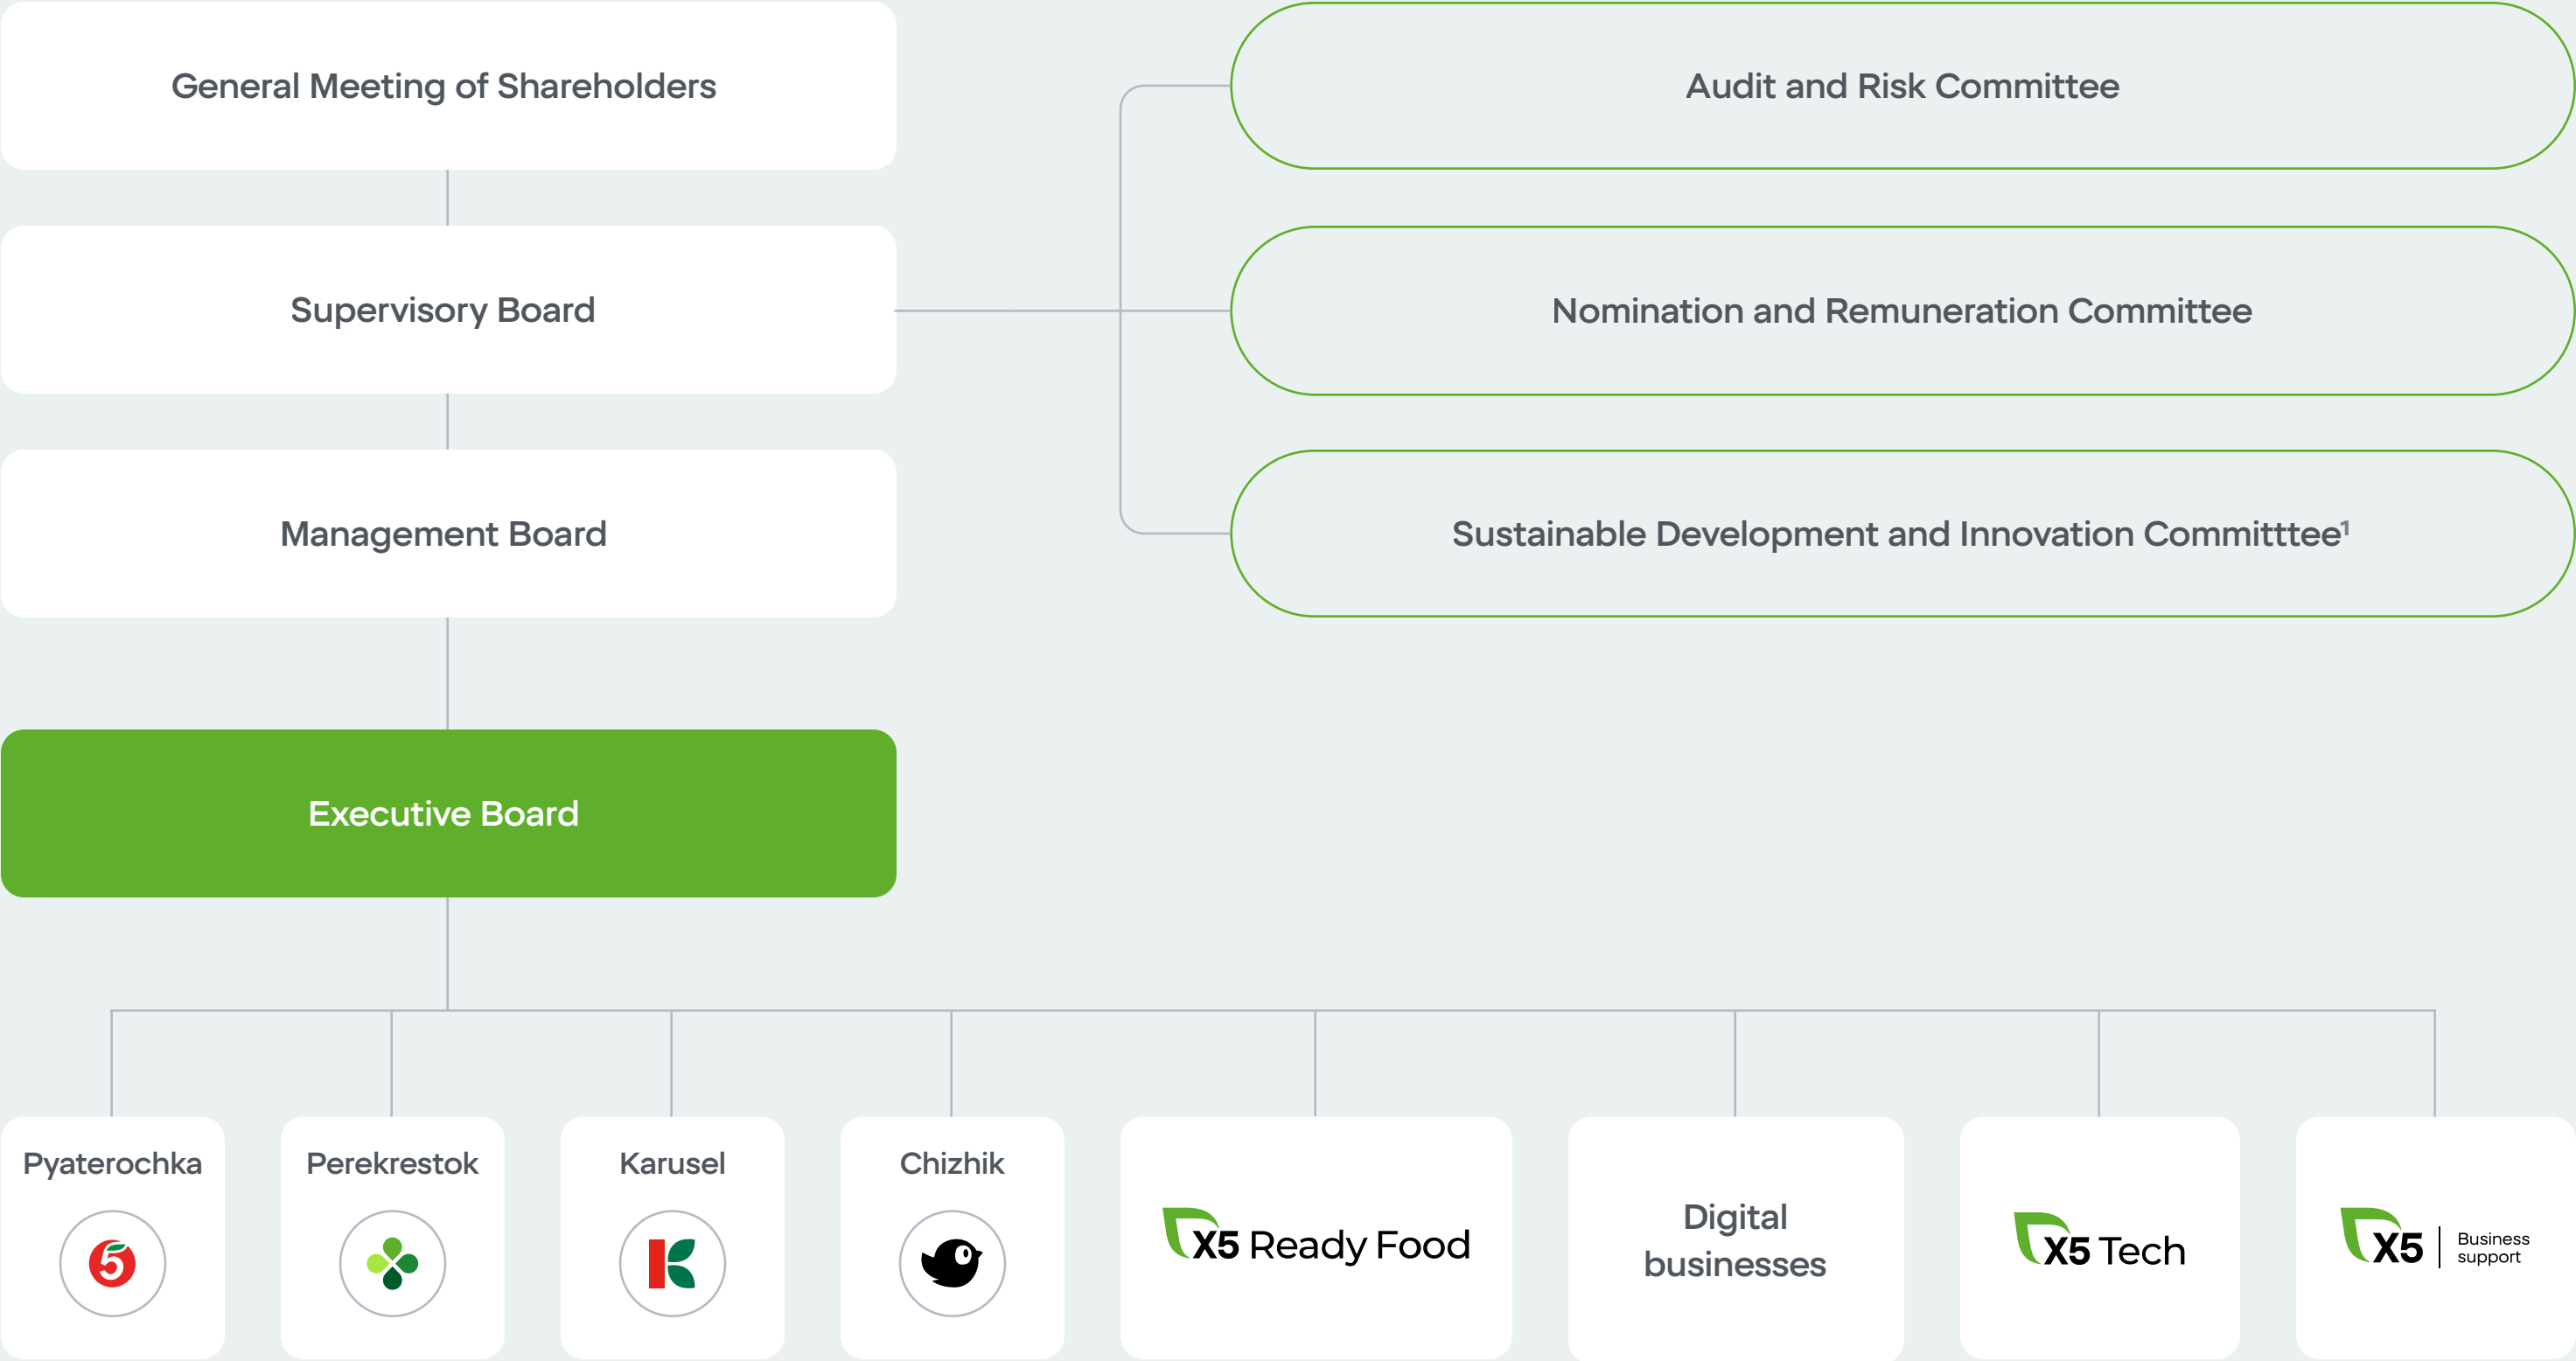 General Meeting of Shareholders
Audit and Risk Committee
Supervisory Board
Nomination and Remuneration Committee
Management Board
Sustainable Development and Innovation Committtee¹
Executive Board
Pyaterochka
5
Perekrestok
Karusel
K
Chizhik
X5 Ready Food
Digital
businesses
X5 Tech
X5
Business
support